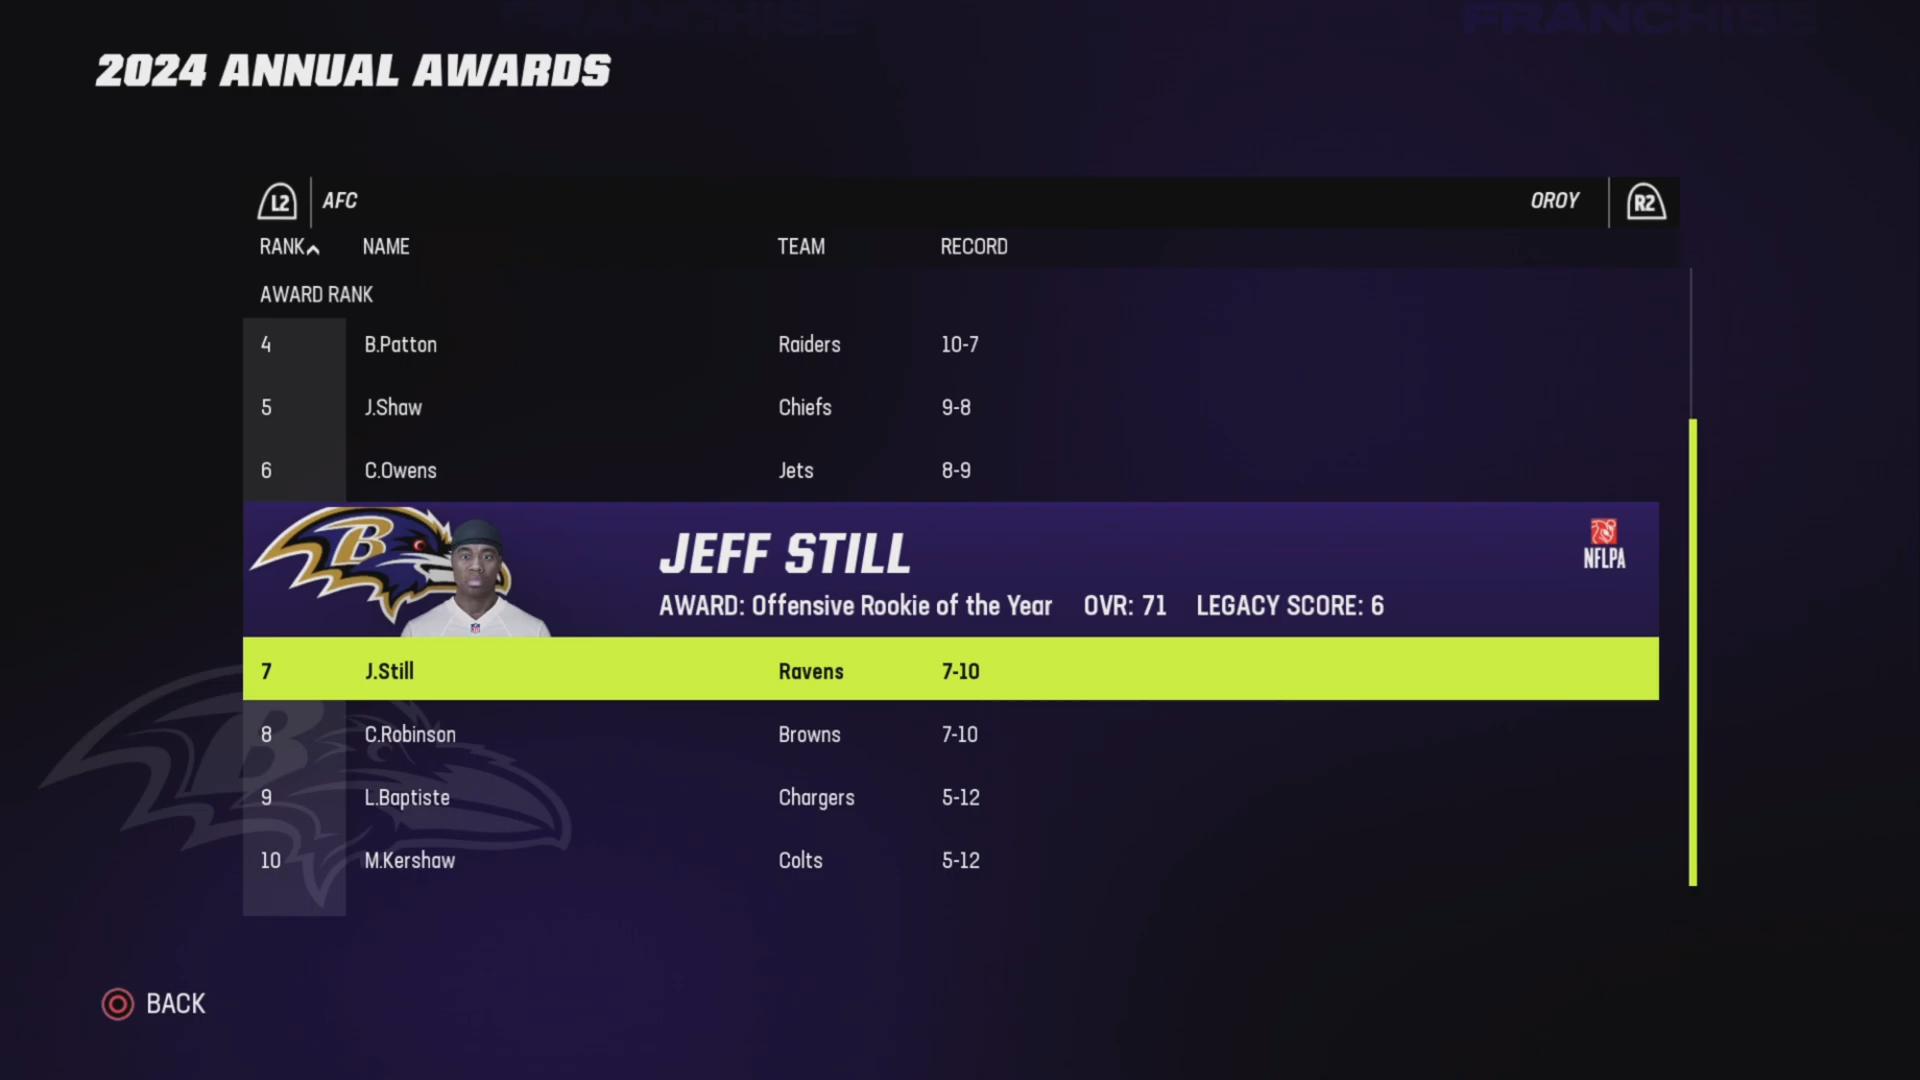 FRANCHISE FRANCHISE
2024 ANNUAL AWARDS
L2 AFC OROY R2
RANK NAME TEAM RECORD
AWARD RANK
4 B.Patton Raiders 10-7
5 J.Shaw Chiefs 9-8
6 C.Owens Jets 8-9
B
JEFF STILL
NFLPA
AWARD: Offensive Rookie of the Year OVR: 71 LEGACY SCORE: 6
7 J.Still Ravens 7-10
8 C.Robinson Browns 7-10
9 L.Baptiste Chargers 5-12
10 M.Kershaw Colts 5-12
BACK